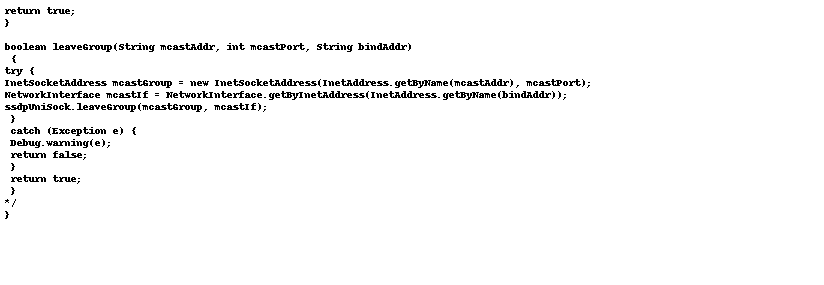 return true;
}
boolean leaveGroup(String mcastAddr, int mcastPort, String bindAddr)
{
try {
InetSocketAddress mcastGroup = new InetSocketAddress(InetAddress.getByName(mcastAddr), mcastPort);
NetworkInterface mcastIf = NetworkInterface.getByInetAddress(InetAddress.getByName(bindAddr));
ssdpUniSock.leaveGroup(mcastGroup, mcastIf);
}
catch (Exception e) {
Debug.warning(e);
return false;
}
return true;
}
*/
}